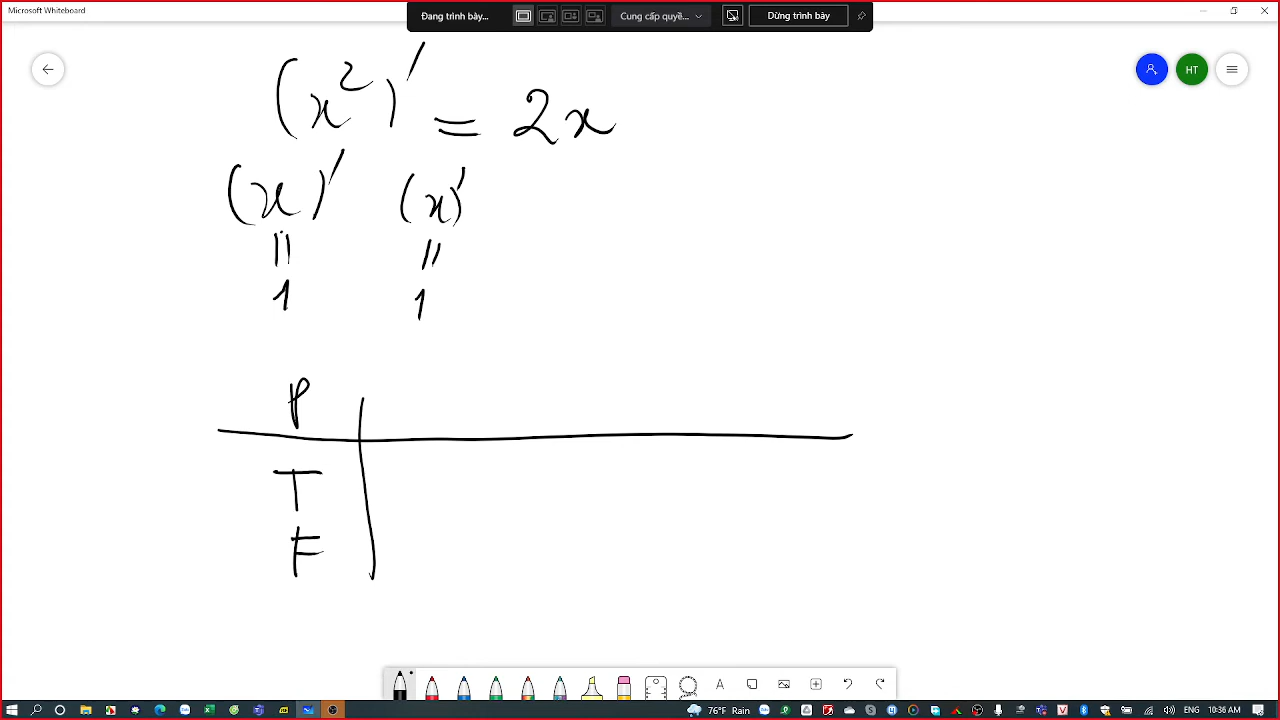 Microsoft Whiteboard
Đang trình bày...
Cung cấp quyề...
Dừng trình bày
HT
(x²)' = 2x
(x)' (x)'
= =
1 1
P
T
F
A
76°F Rain
ENG
10:36 AM